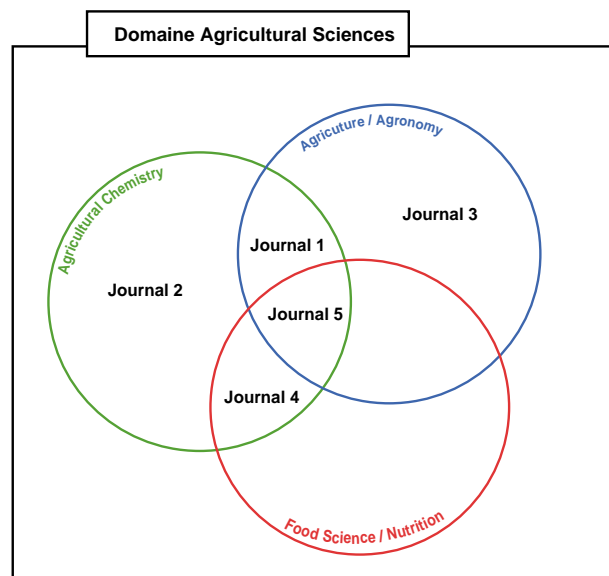 Domaine Agricultural Sciences
Agricuture / Agronomy
Agricultural Chemistry
Journal 3
Journal 1
Journal 2
Journal 5
Journal 4
Food Science / Nutrition